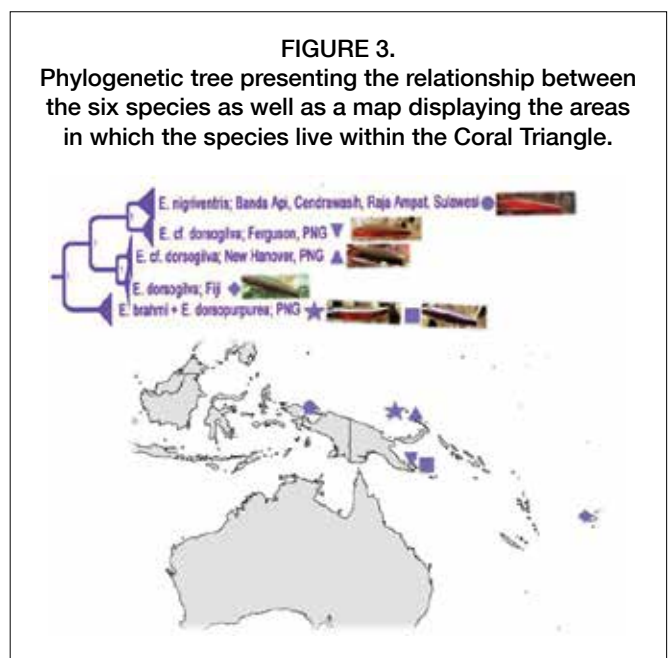 FIGURE 3.
Phylogenetic tree presenting the relationship between
the six species as well as a map displaying the areas
in which the species live within the Coral Triangle.
E. nigriventris; Banda Api, Cendrawasih, Raja Ampat, Sulawesi
E. cf. dorsogilva; Ferguson, PNG
E. cf. dorsogilva; New Hanover, PNG
E. dorsogilva; Fiji
E. brahmi + E. dorsopurpurea; PNG